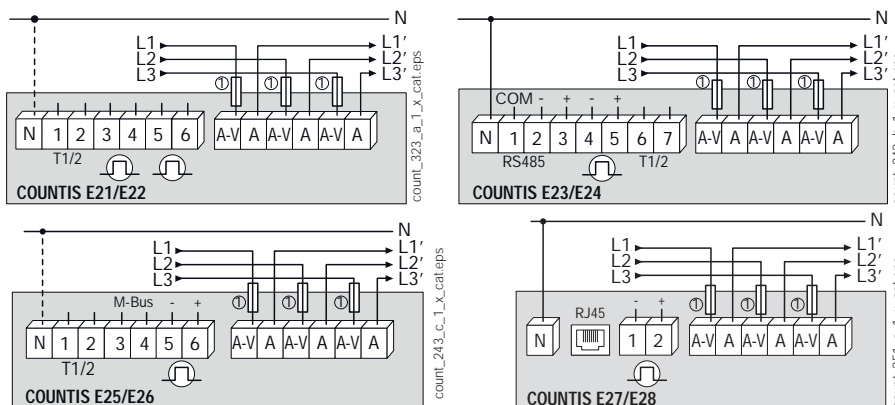 N
L1 L1'
L2 L2'
L3 L3'
① ① ①
N 1 2 3 4 5 6 A-V A A-V A A-V A
T1/2
COUNTIS E21/E22
count_323_a_1_x_cat.eps
N
L1 L1'
L2 L2'
L3 L3'
① ① ①
COM - + - +
N 1 2 3 4 5 6 7 A-V A A-V A A-V A
RS485 T1/2
COUNTIS E23/E24
N
L1 L1'
L2 L2'
L3 L3'
① ① ①
M-Bus - +
N 1 2 3 4 5 6 A-V A A-V A A-V A
T1/2
COUNTIS E25/E26
count_243_c_1_x_cat.eps
N
L1 L1'
L2 L2'
L3 L3'
① ① ①
RJ45 - +
N 1 2 A-V A A-V A A-V A
COUNTIS E27/E28